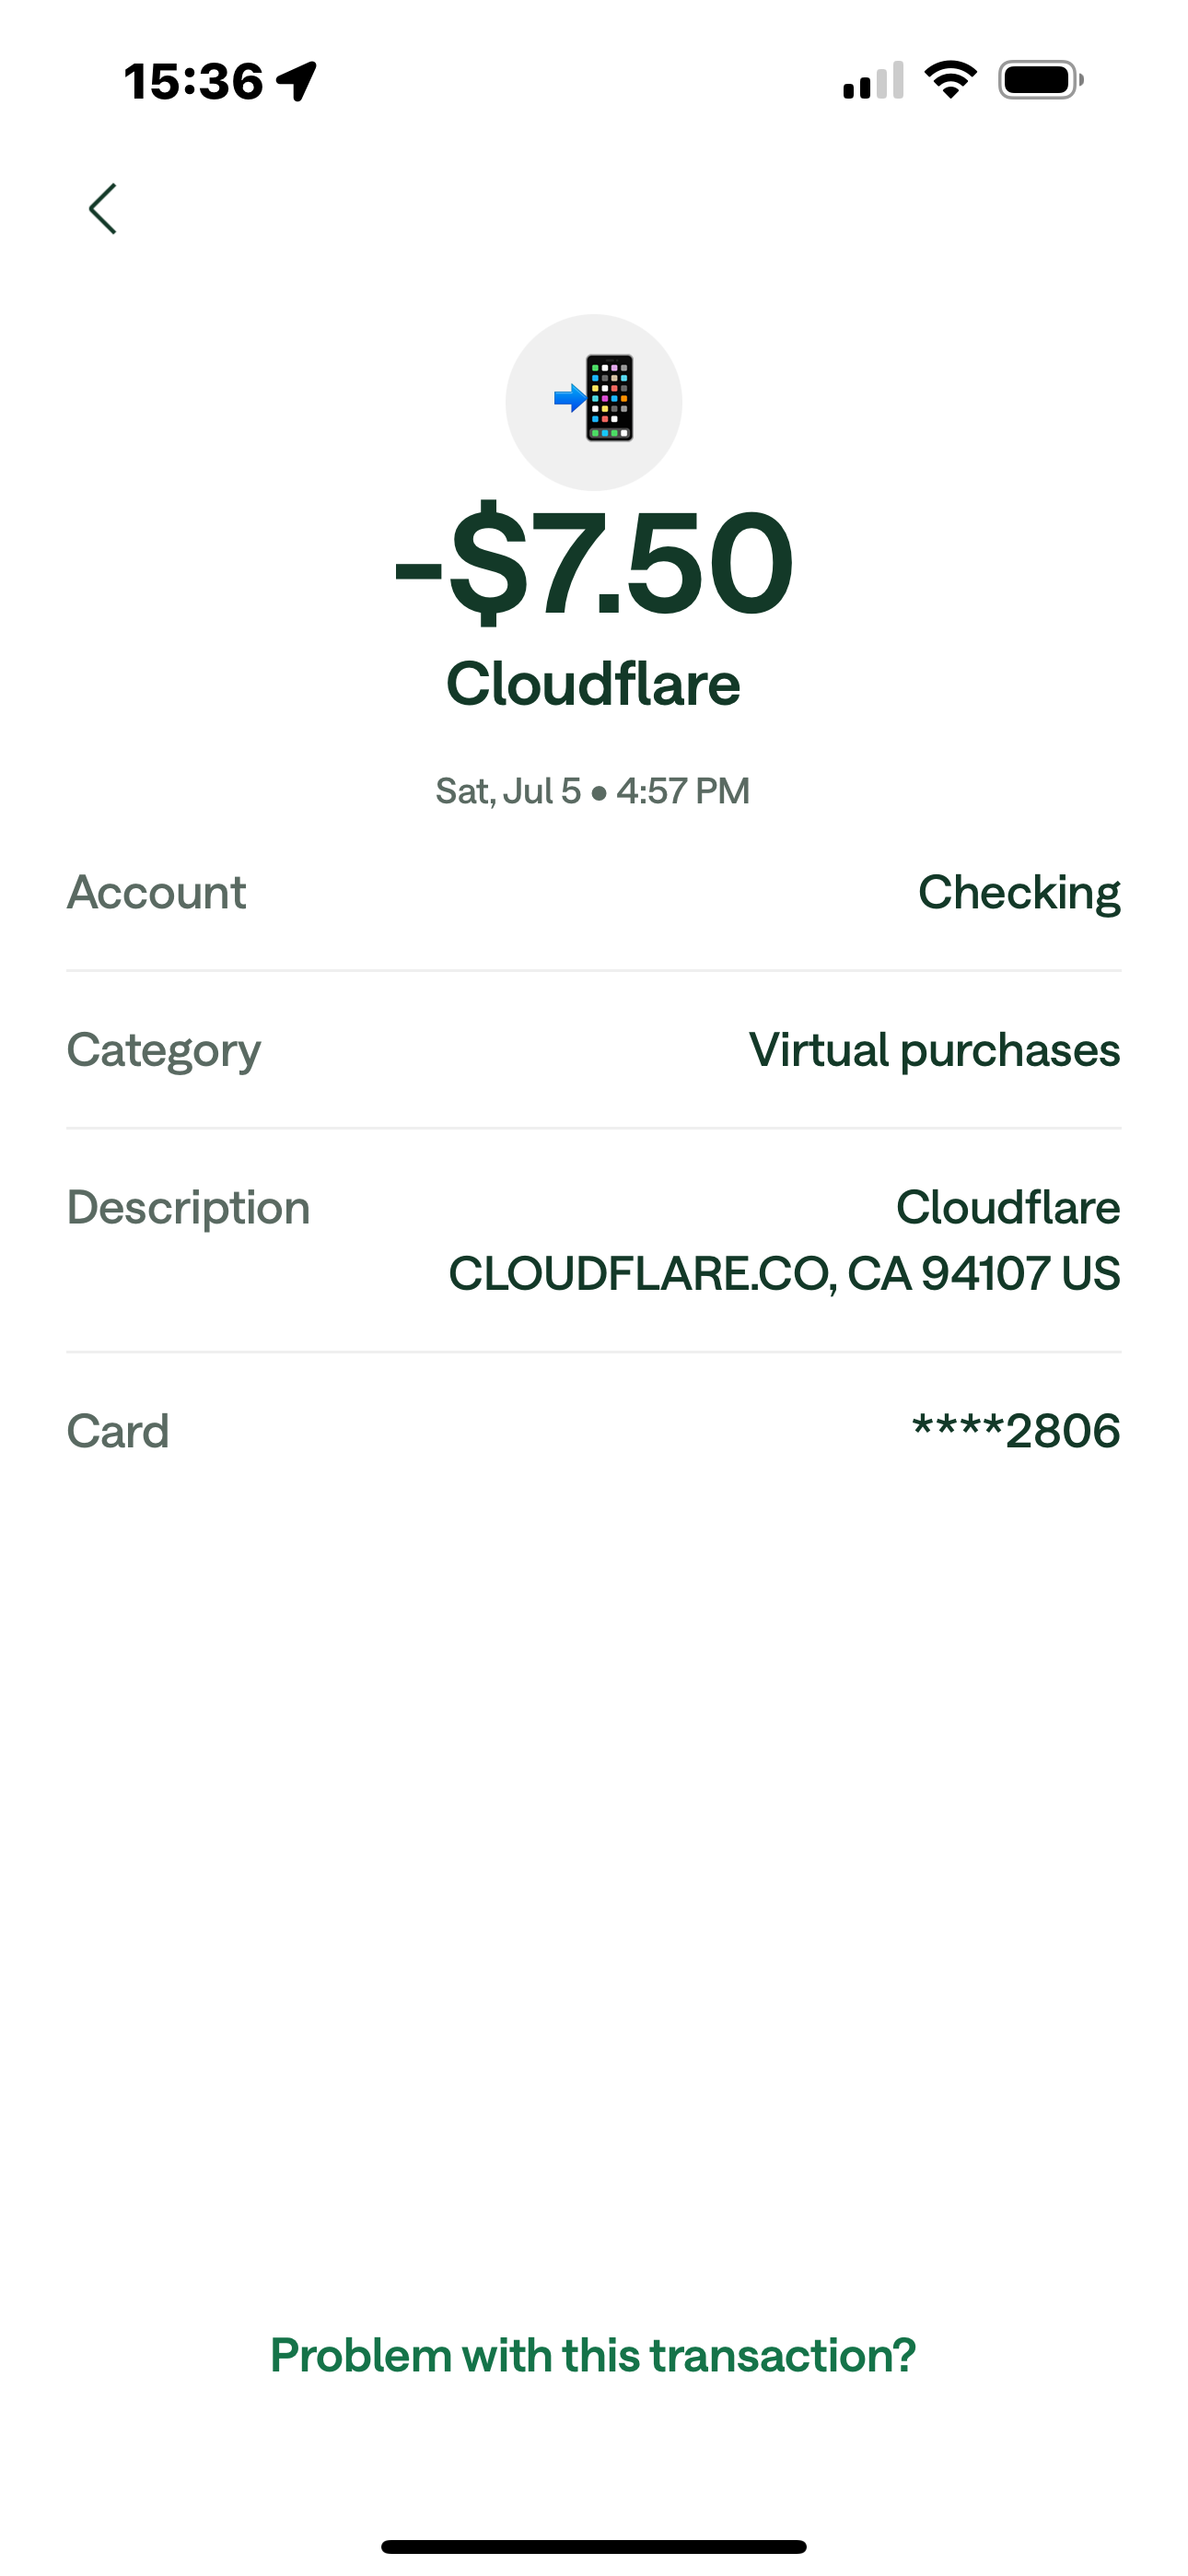 15:36
-$7.50
Cloudflare
Sat, Jul 5 • 4:57 PM
Account Checking
Category Virtual purchases
Description Cloudflare
CLOUDFLARE.CO, CA 94107 US
Card ****2806
Problem with this transaction?